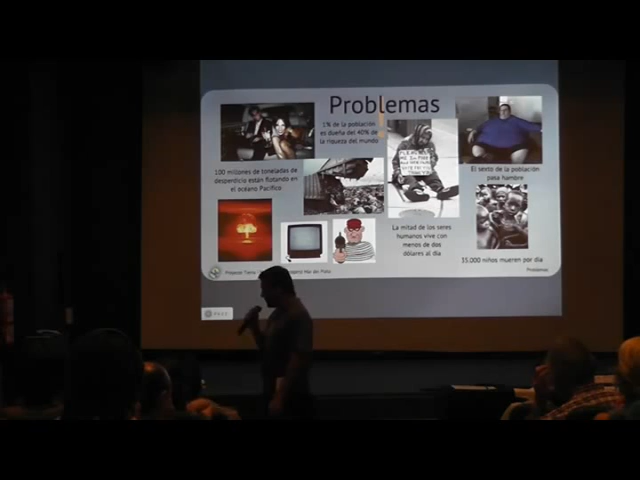 Problemas
1% de la población
es dueña del 40% de
la riqueza del mundo
100 millones de toneladas de
desperdicio están flotando en
el océano Pacífico
La mitad de los seres
humanos vive con
menos de dos
dólares al día
El sexto de la población
pasa hambre
35.000 niños mueren por día
Mar del Plata
Problemas